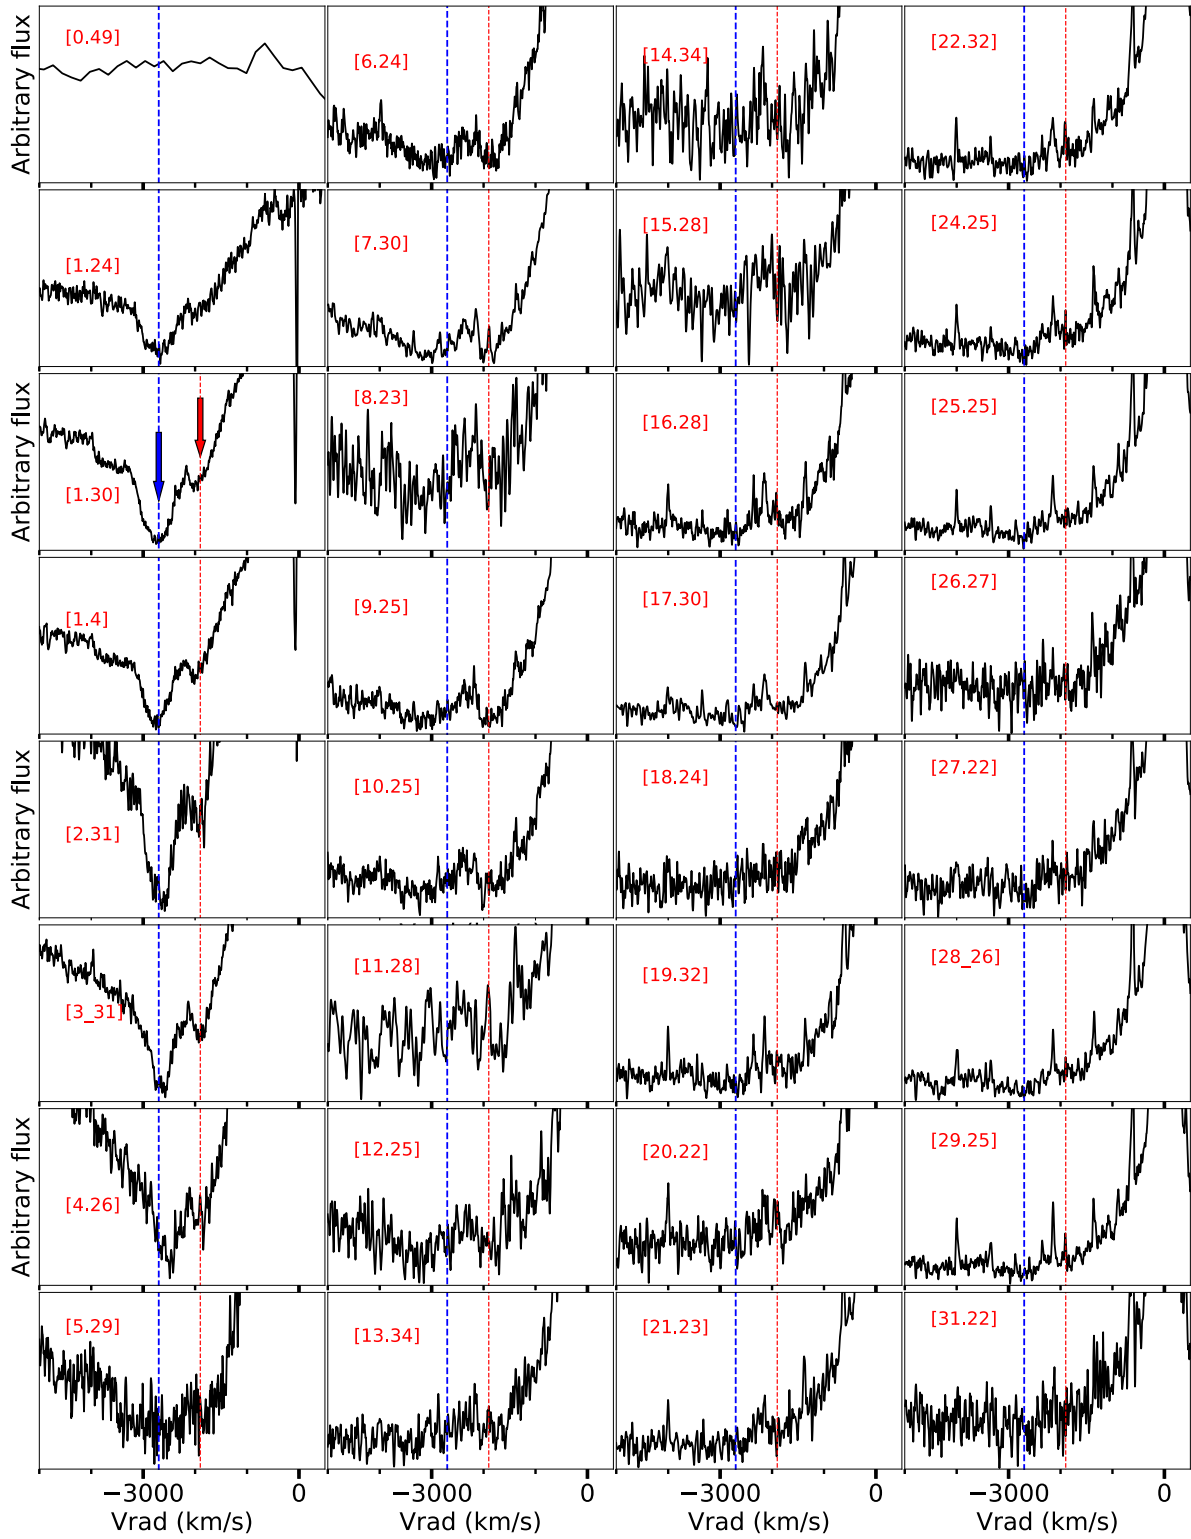 [0.49] [6.24] [14.34] [22.32]
Arbitrary flux
[1.24] [7.30] [15.28] [24.25]
[1.30] [8.23] [16.28] [25.25]
Arbitrary flux
[1.4] [9.25] [17.30] [26.27]
[2.31] [10.25] [18.24] [27.22]
Arbitrary flux
[3_31] [11.28] [19.32] [28_26]
[4.26] [12.25] [20.22] [29.25]
Arbitrary flux
[5.29] [13.34] [21.23] [31.22]
−3000 0 −3000 0 −3000 0 −3000 0
Vrad (km/s) Vrad (km/s) Vrad (km/s) Vrad (km/s)